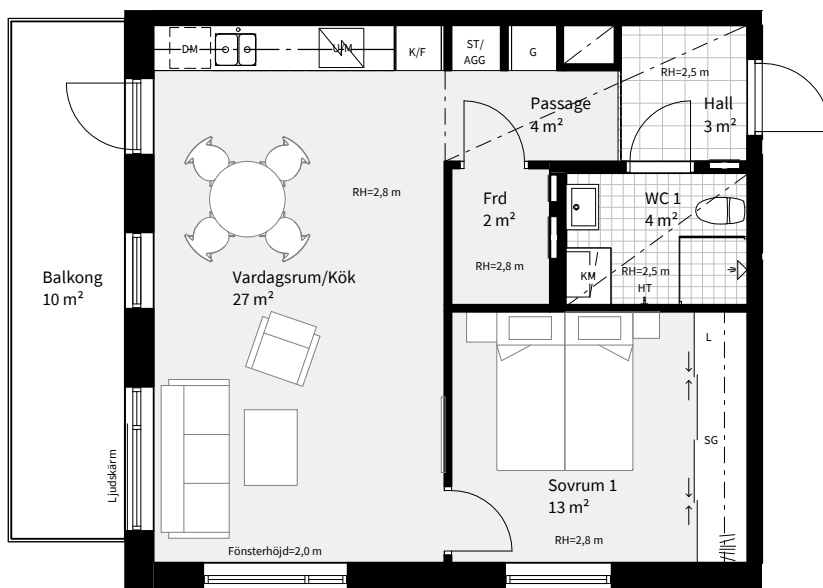 DM
U/M
K/F
ST/
AGG
G
RH=2,5 m
Passage
4 m²
Hall
3 m²
RH=2,8 m
Frd
2 m²
WC 1
4 m²
RH=2,8 m
RH=2,5 m
KM
HT
Balkong
10 m²
Vardagsrum/Kök
27 m²
L
SG
Ljudskärm
Sovrum 1
13 m²
RH=2,8 m
Fönsterhöjd=2,0 m